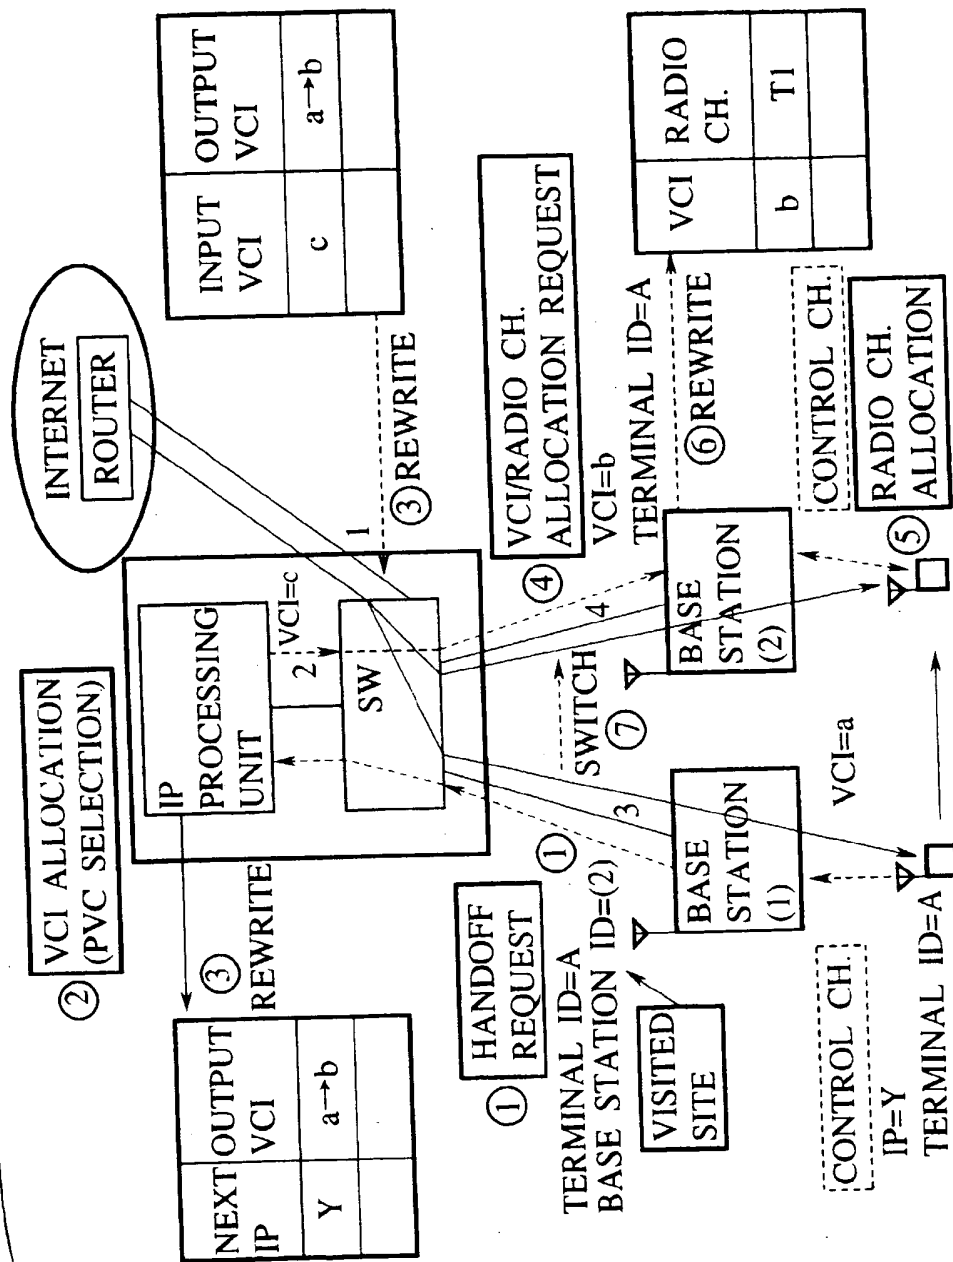 INTERNET
ROUTER
② VCI ALLOCATION
(PVC SELECTION)
IP
PROCESSING
UNIT
VCI=c
2
SW
1
③ REWRITE
NEXT IP
OUTPUT VCI
Y
a→b
③
REWRITE
INPUT VCI
OUTPUT VCI
c
a→b
① HANDOFF
REQUEST
TERMINAL ID=A
BASE STATION ID=(2)
①
VISITED
SITE
3
SWITCH
⑦
4
④
VCI/RADIO CH.
ALLOCATION REQUEST
VCI=b
TERMINAL ID=A
⑥ REWRITE
VCI
RADIO CH.
b
T1
BASE
STATION
(1)
BASE
STATION
(2)
CONTROL CH.
IP=Y
TERMINAL ID=A
VCI=a
CONTROL CH.
⑤
RADIO CH.
ALLOCATION